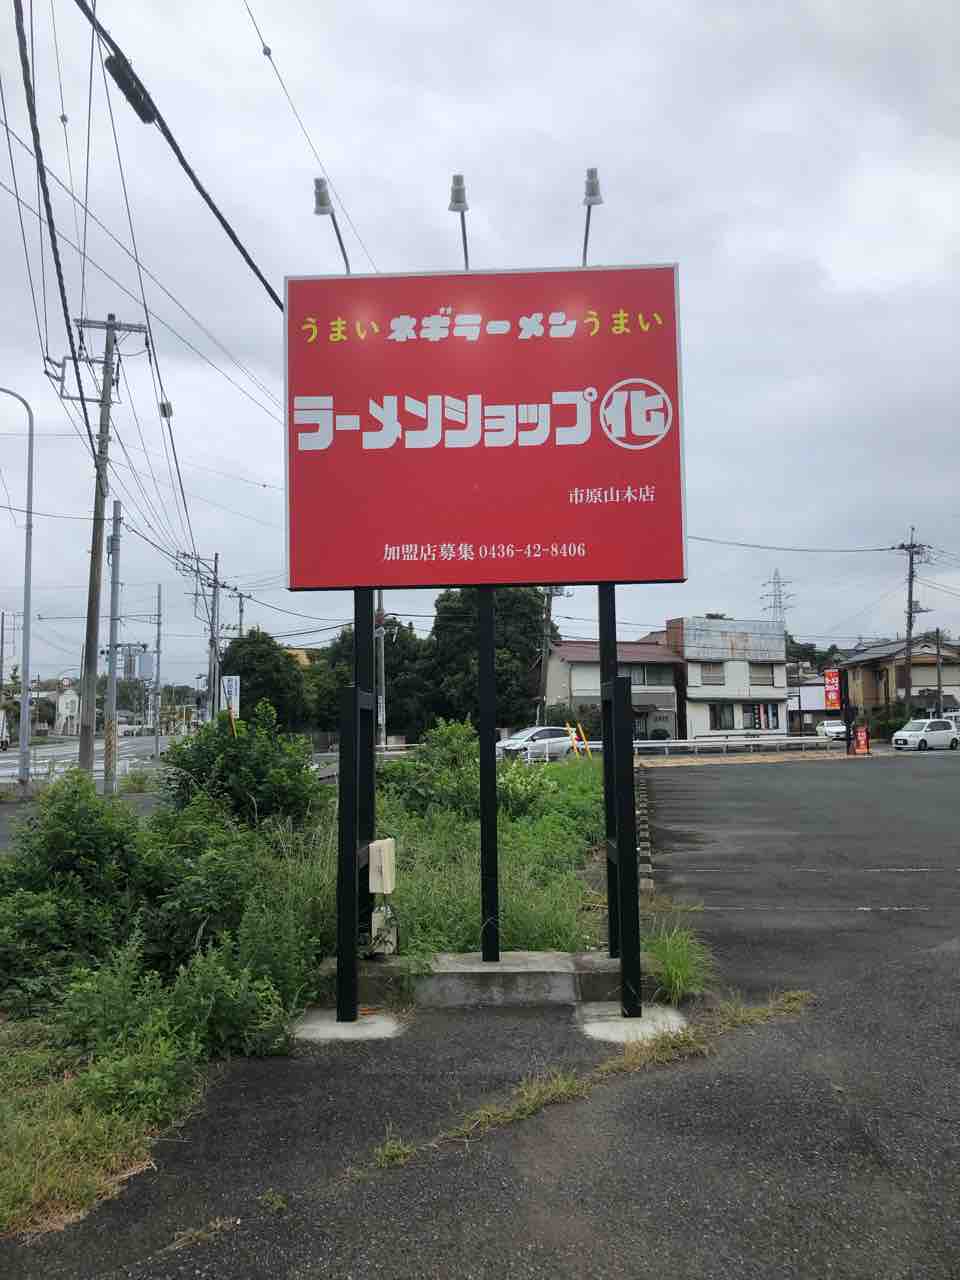 うまい ネギラーメン うまい
ラーメンショップ 化
市原山木店
加盟店募集 0436-42-8406